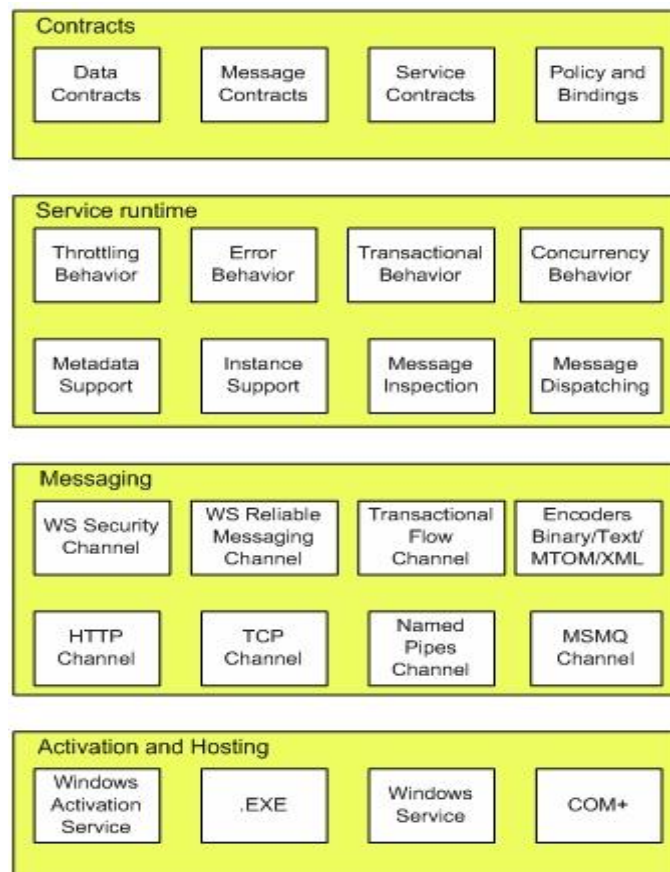 Contracts
Data
Contracts
Message
Contracts
Service
Contracts
Policy and
Bindings
Service runtime
Throttling
Behavior
Error
Behavior
Transactional
Behavior
Concurrency
Behavior
Metadata
Support
Instance
Support
Message
Inspection
Message
Dispatching
Messaging
WS Security
Channel
WS Reliable
Messaging
Channel
Transactional
Flow
Channel
Encoders
Binary/Text/
MTOM/XML
HTTP
Channel
TCP
Channel
Named
Pipes
Channel
MSMQ
Channel
Activation and Hosting
Windows
Activation
Service
.EXE
Windows
Service
COM+